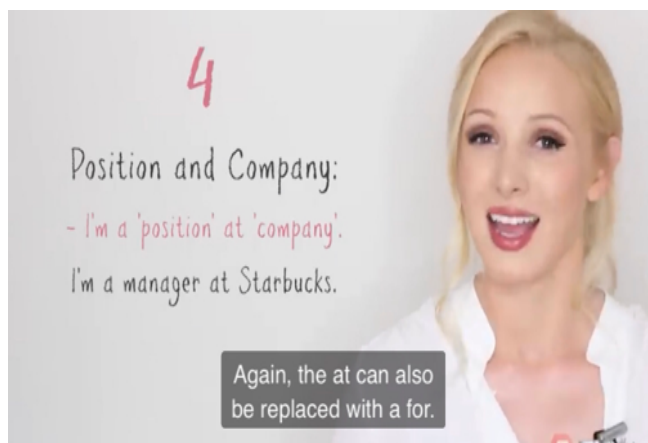 4
Position and Company:
- I'm a 'position' at 'company'.
I'm a manager at Starbucks.
Again, the at can also
be replaced with a for.